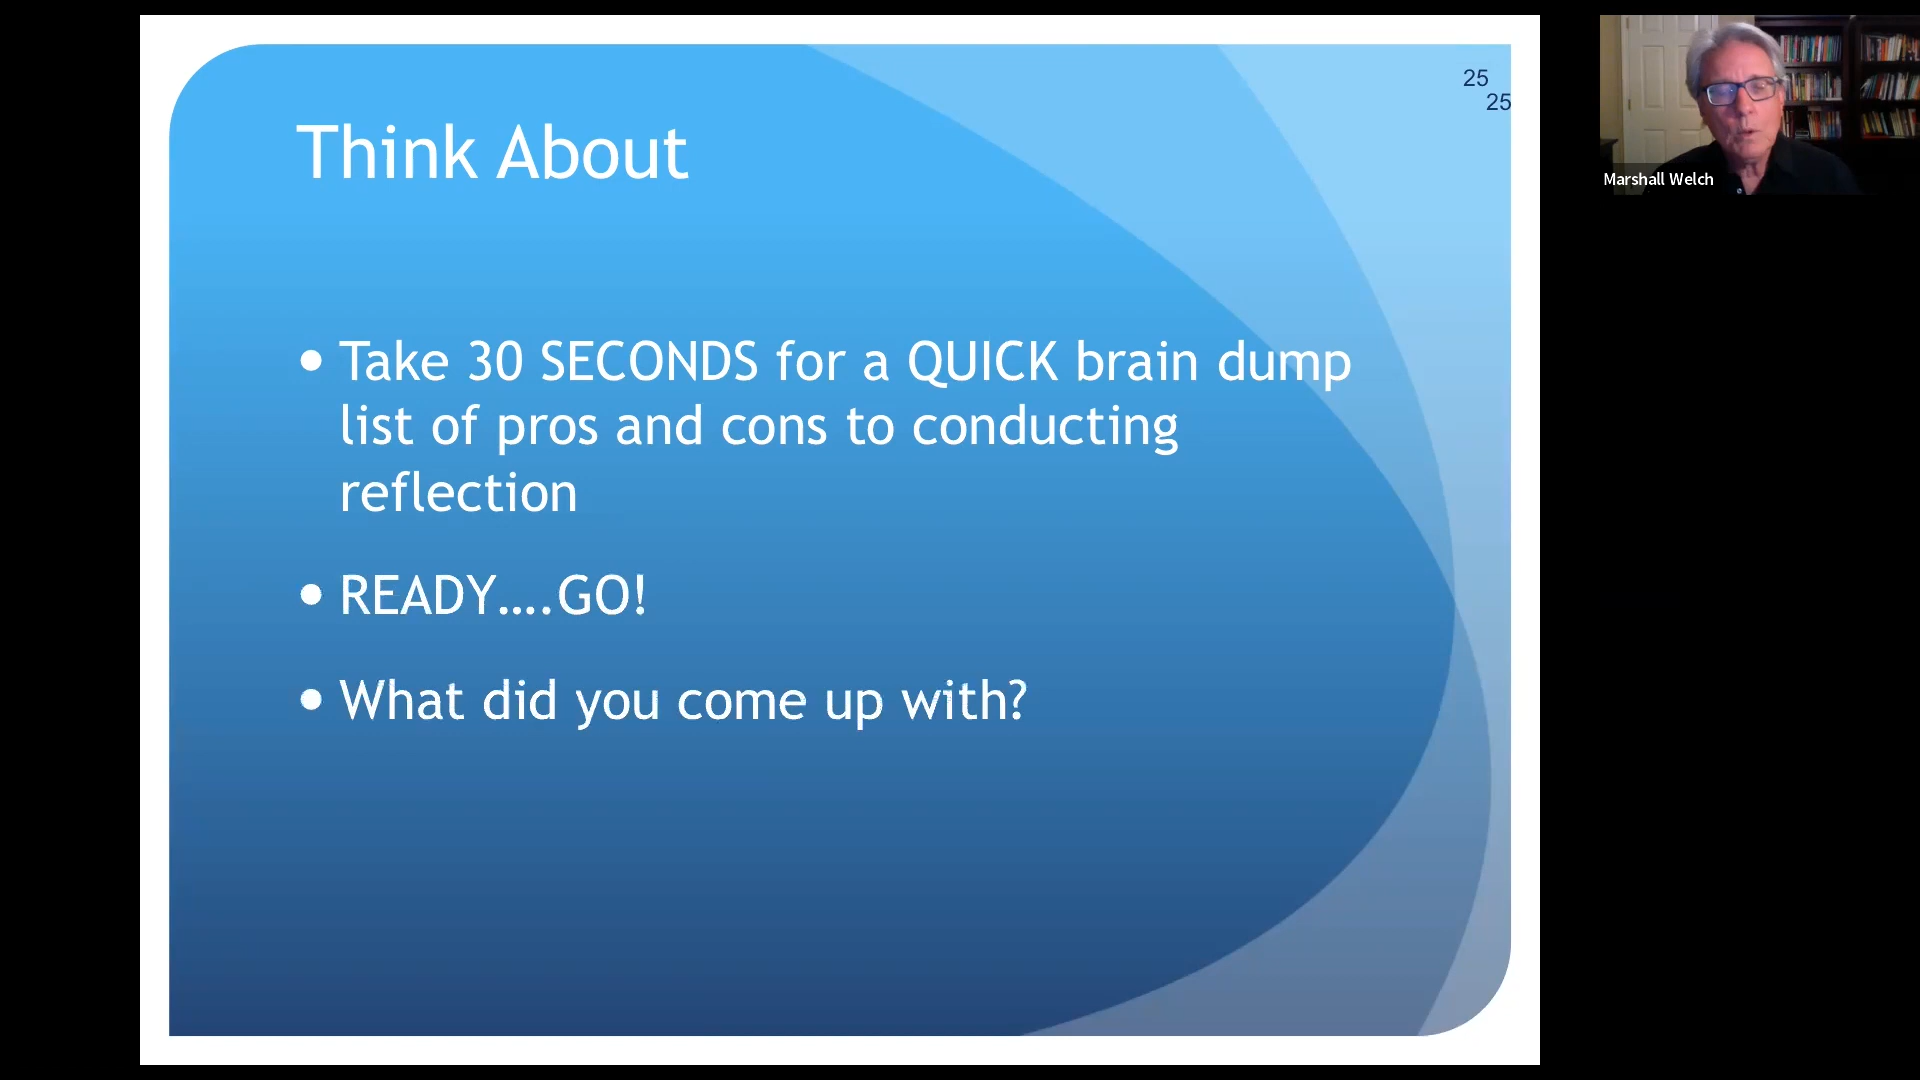 25
25
Think About
• Take 30 SECONDS for a QUICK brain dump
list of pros and cons to conducting
reflection
• READY....GO!
• What did you come up with?
Marshall Welch